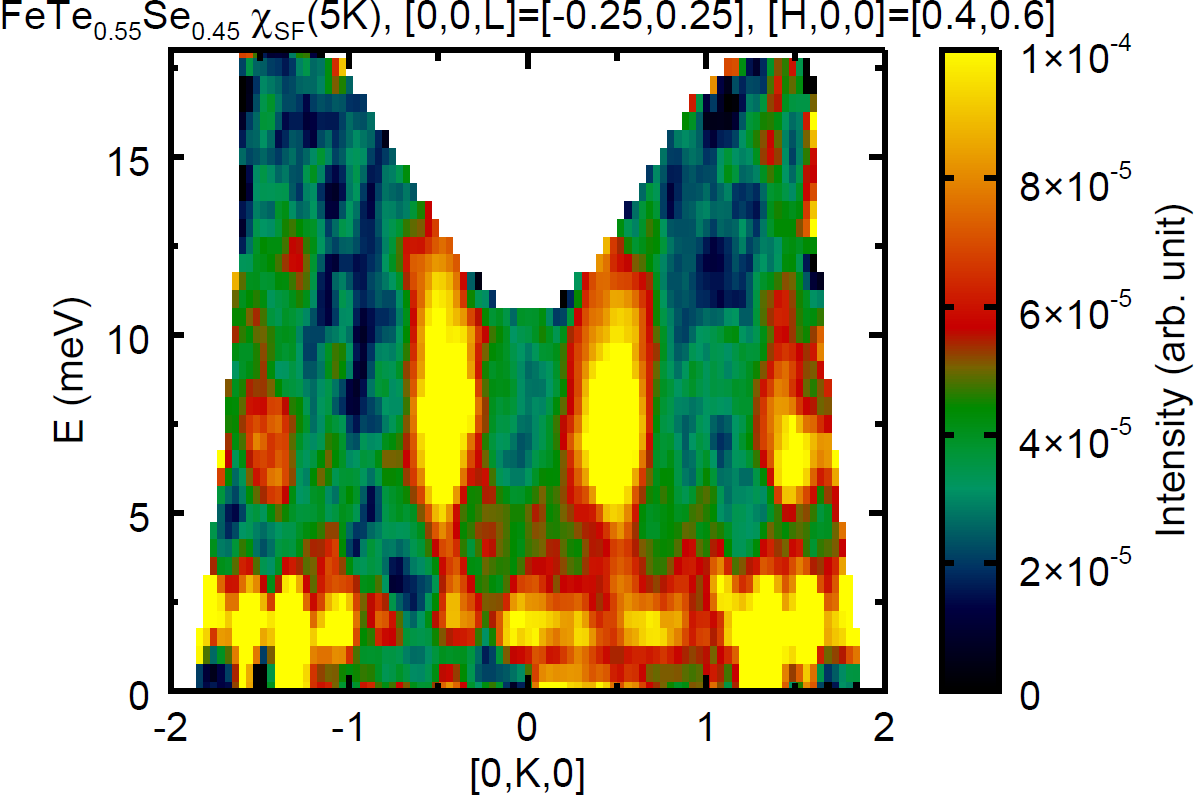 FeTe0.55Se0.45 χSF(5K), [0,0,L]=[-0.25,0.25], [H,0,0]=[0.4,0.6]
1×10-4
8×10-5
6×10-5
4×10-5
2×10-5
0
Intensity (arb. unit)
15
10
5
0
E (meV)
-2 -1 0 1 2
[0,K,0]